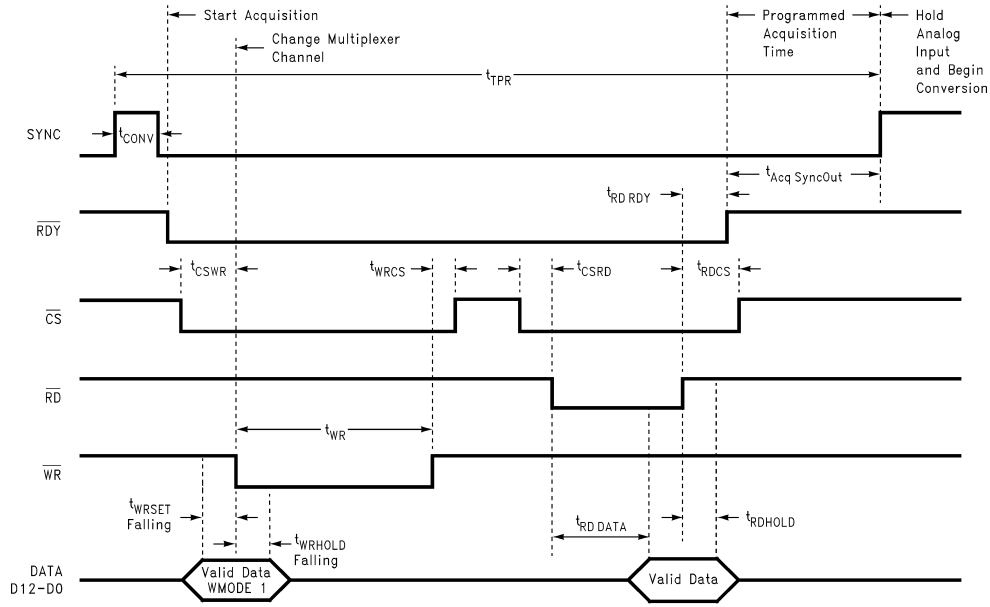 Start Acquisition
Change Multiplexer
Channel
Programmed
Acquisition
Time
Hold
Analog
Input
and Begin
Conversion
tTPR
SYNC
tCONV
tAcq SyncOut
tRD RDY
RDY
tCSWR
tWRCS
tCSRD
tRDCS
CS
RD
tWR
WR
tWRSET
Falling
tWRHOLD
Falling
tRD DATA
tRDHOLD
DATA
D12-D0
Valid Data
WMODE 1
Valid Data